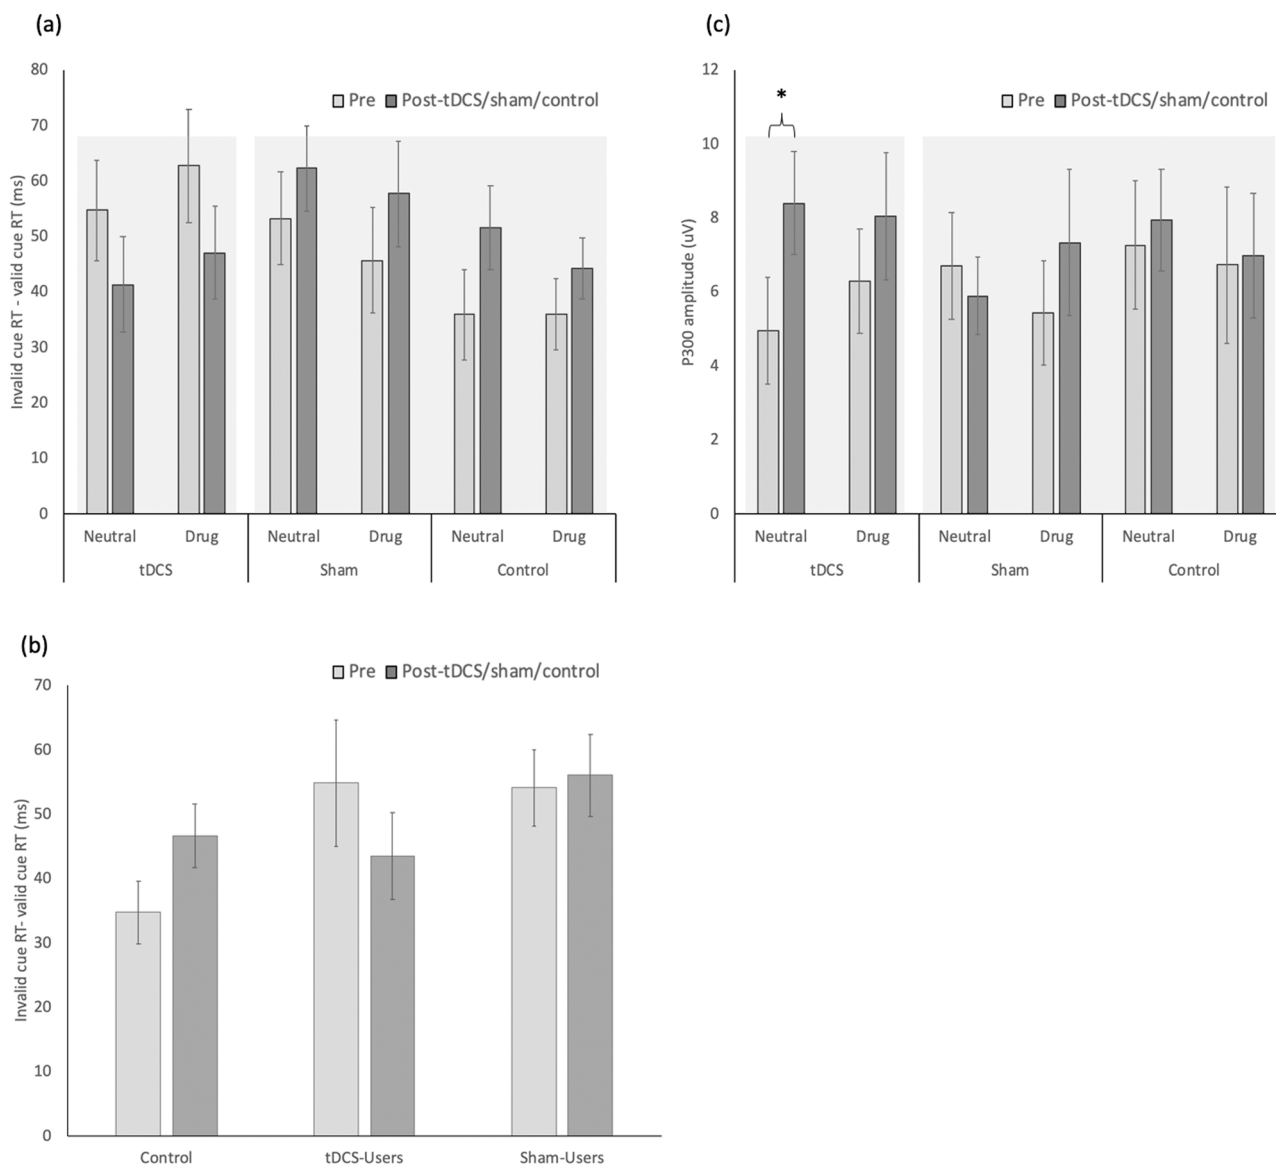 (a)
80
70
60
50
40
30
20
10
0
Invalid cue RT - valid cue RT (ms)
Pre Post-tDCS/sham/control
Neutral Drug Neutral Drug Neutral Drug
tDCS Sham Control
(c)
12
10
8
6
4
2
0
P300 amplitude (uV)
Pre Post-tDCS/sham/control
*
Neutral Drug Neutral Drug Neutral Drug
tDCS Sham Control
(b)
70
60
50
40
30
20
10
0
Invalid cue RT- valid cue RT (ms)
Pre Post-tDCS/sham/control
Control tDCS-Users Sham-Users